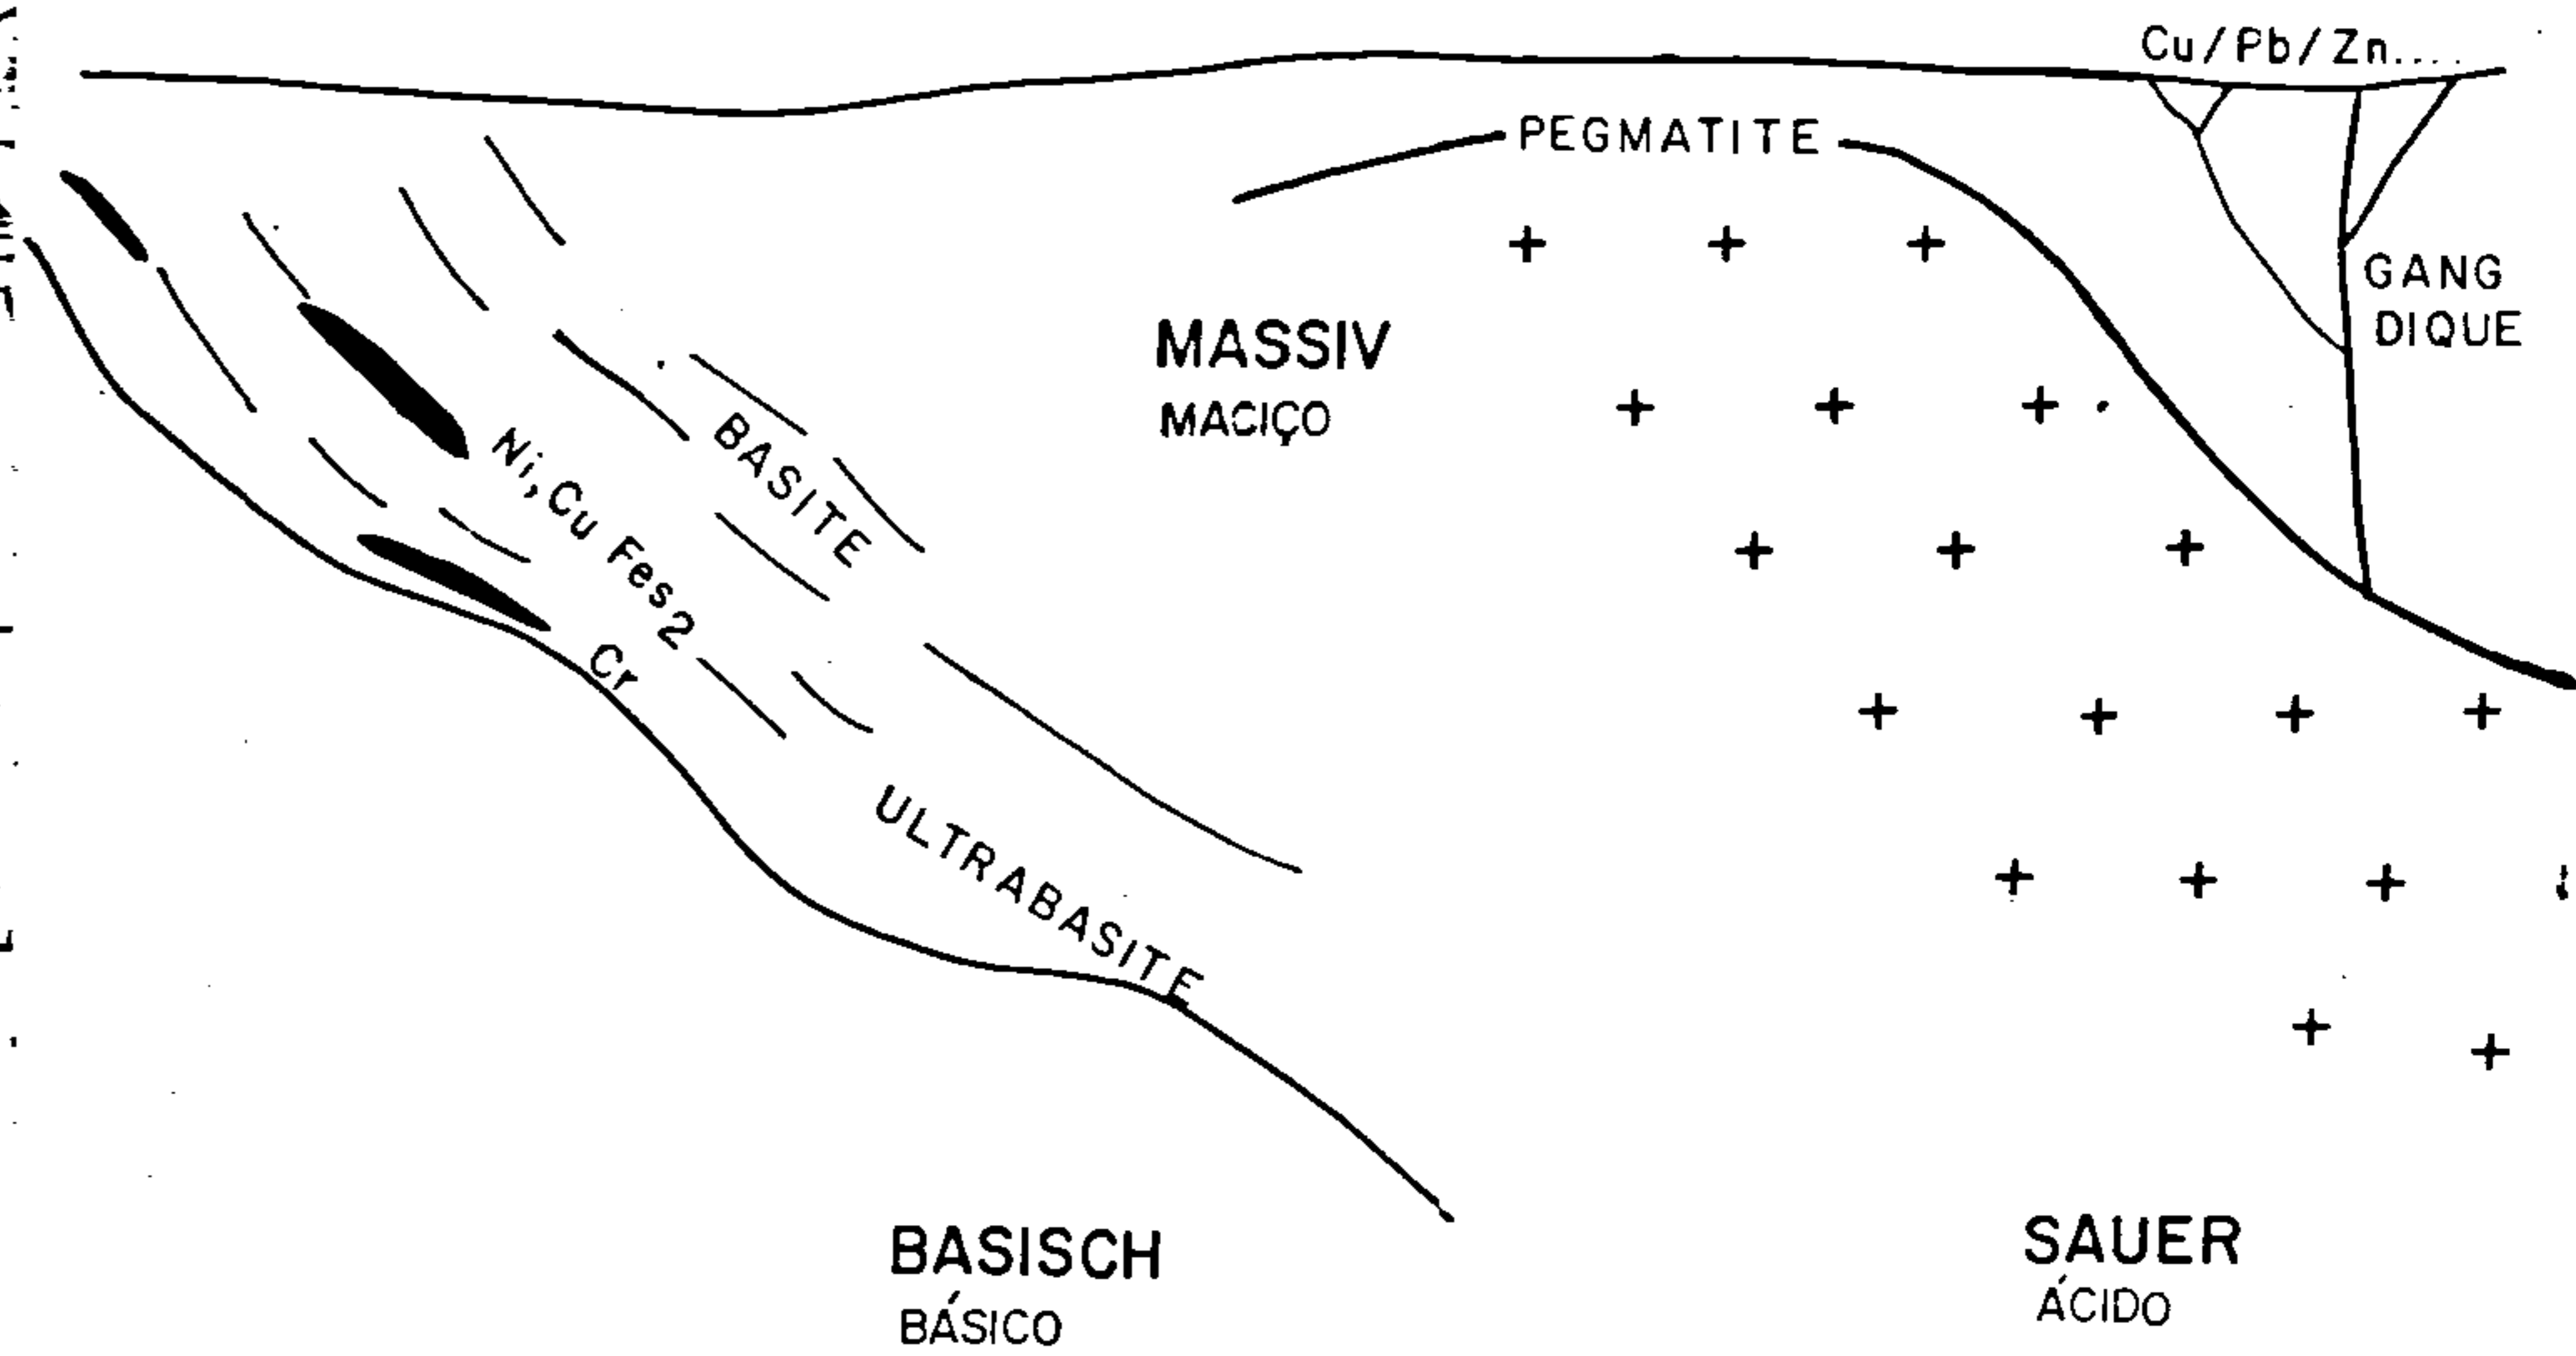 Cu/Pb/Zn....
PEGMATITE
GANG
DIQUE
MASSIV
MACIÇO
BASITE
Ni, Cu Fes2
Cr
ULTRABASITE
BASISCH
BÁSICO
SAUER
ÁCIDO